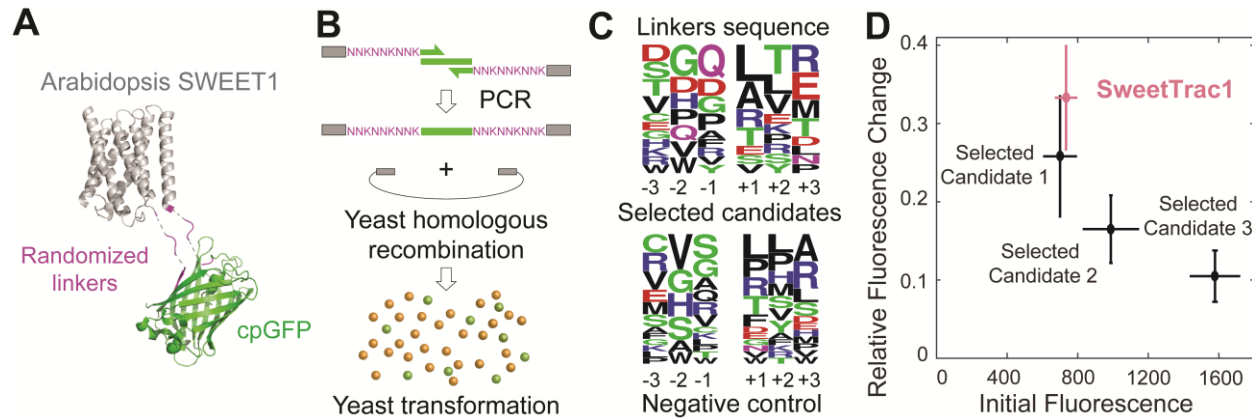 A
Arabidopsis SWEET1
Randomized
linkers
cpGFP
B
NNKNNKNNK
NNKNNKNNK
PCR
NNKNNKNNK
NNKNNKNNK
+
Yeast homologous
recombination
Yeast transformation
C
Linkers sequence
-3 -2 -1 +1 +2 +3
Selected candidates
-3 -2 -1 +1 +2 +3
Negative control
D
Relative Fluorescence Change
0.4
0.3
0.2
0.1
0 400 800 1200 1600
Initial Fluorescence
SweetTrac1
Selected
Candidate 1
Selected
Candidate 2
Selected
Candidate 3